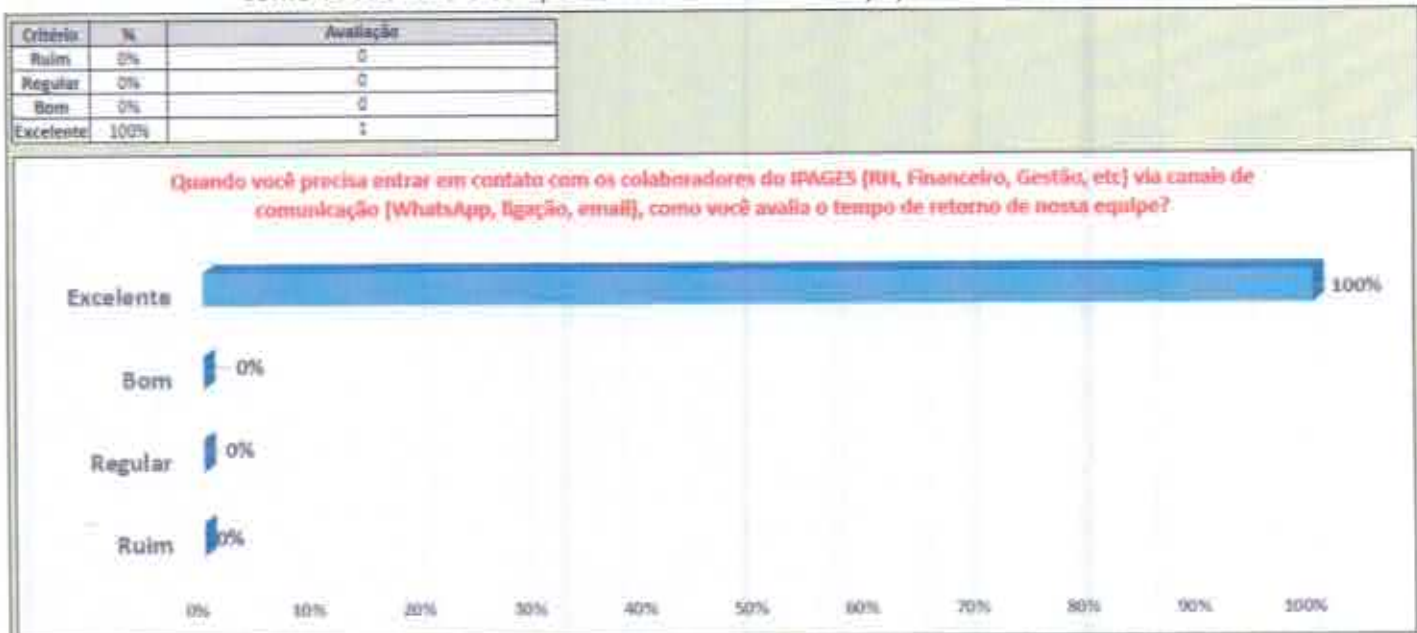 Critério % Avaliação
Ruim 0% 0
Regular 0% 0
Bom 0% 0
Excelente 100% 1
Quando você precisa entrar em contato com os colaboradores do IPAGES (RH, Financeiro, Gestão, etc) via canais de
comunicação (WhatsApp, ligação, email), como você avalia o tempo de retorno de nossa equipe?
Excelente 100%
Bom 0%
Regular 0%
Ruim 0%
0% 10% 20% 30% 40% 50% 60% 70% 80% 90% 100%